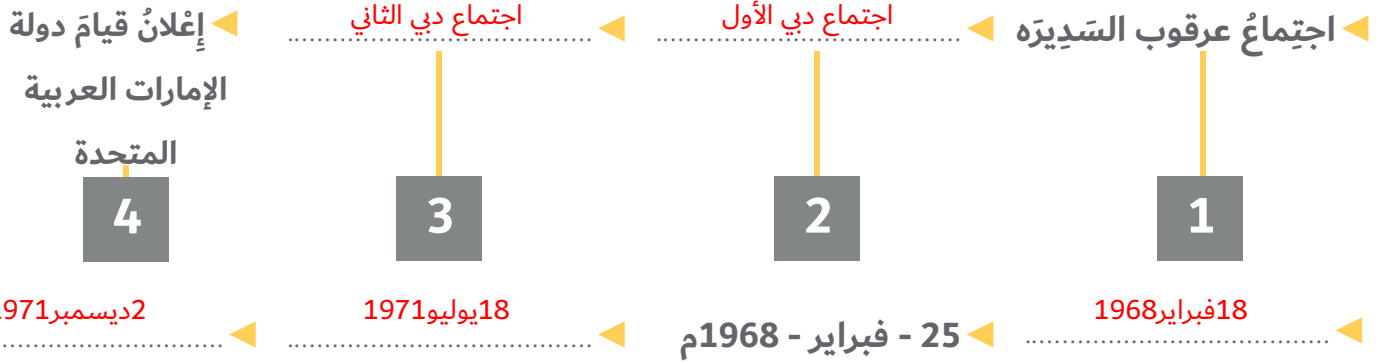 اجتِماعُ عرقوب السَدِيرَه
اجتماع دبي الأول
اجتماع دبي الثاني
إِعْلانُ قيامَ دولة
الإمارات العربية
المتحدة
1
2
3
4
18فبراير1968
25 - فبراير - 1968م
18يوليو1971
2ديسمبر1971